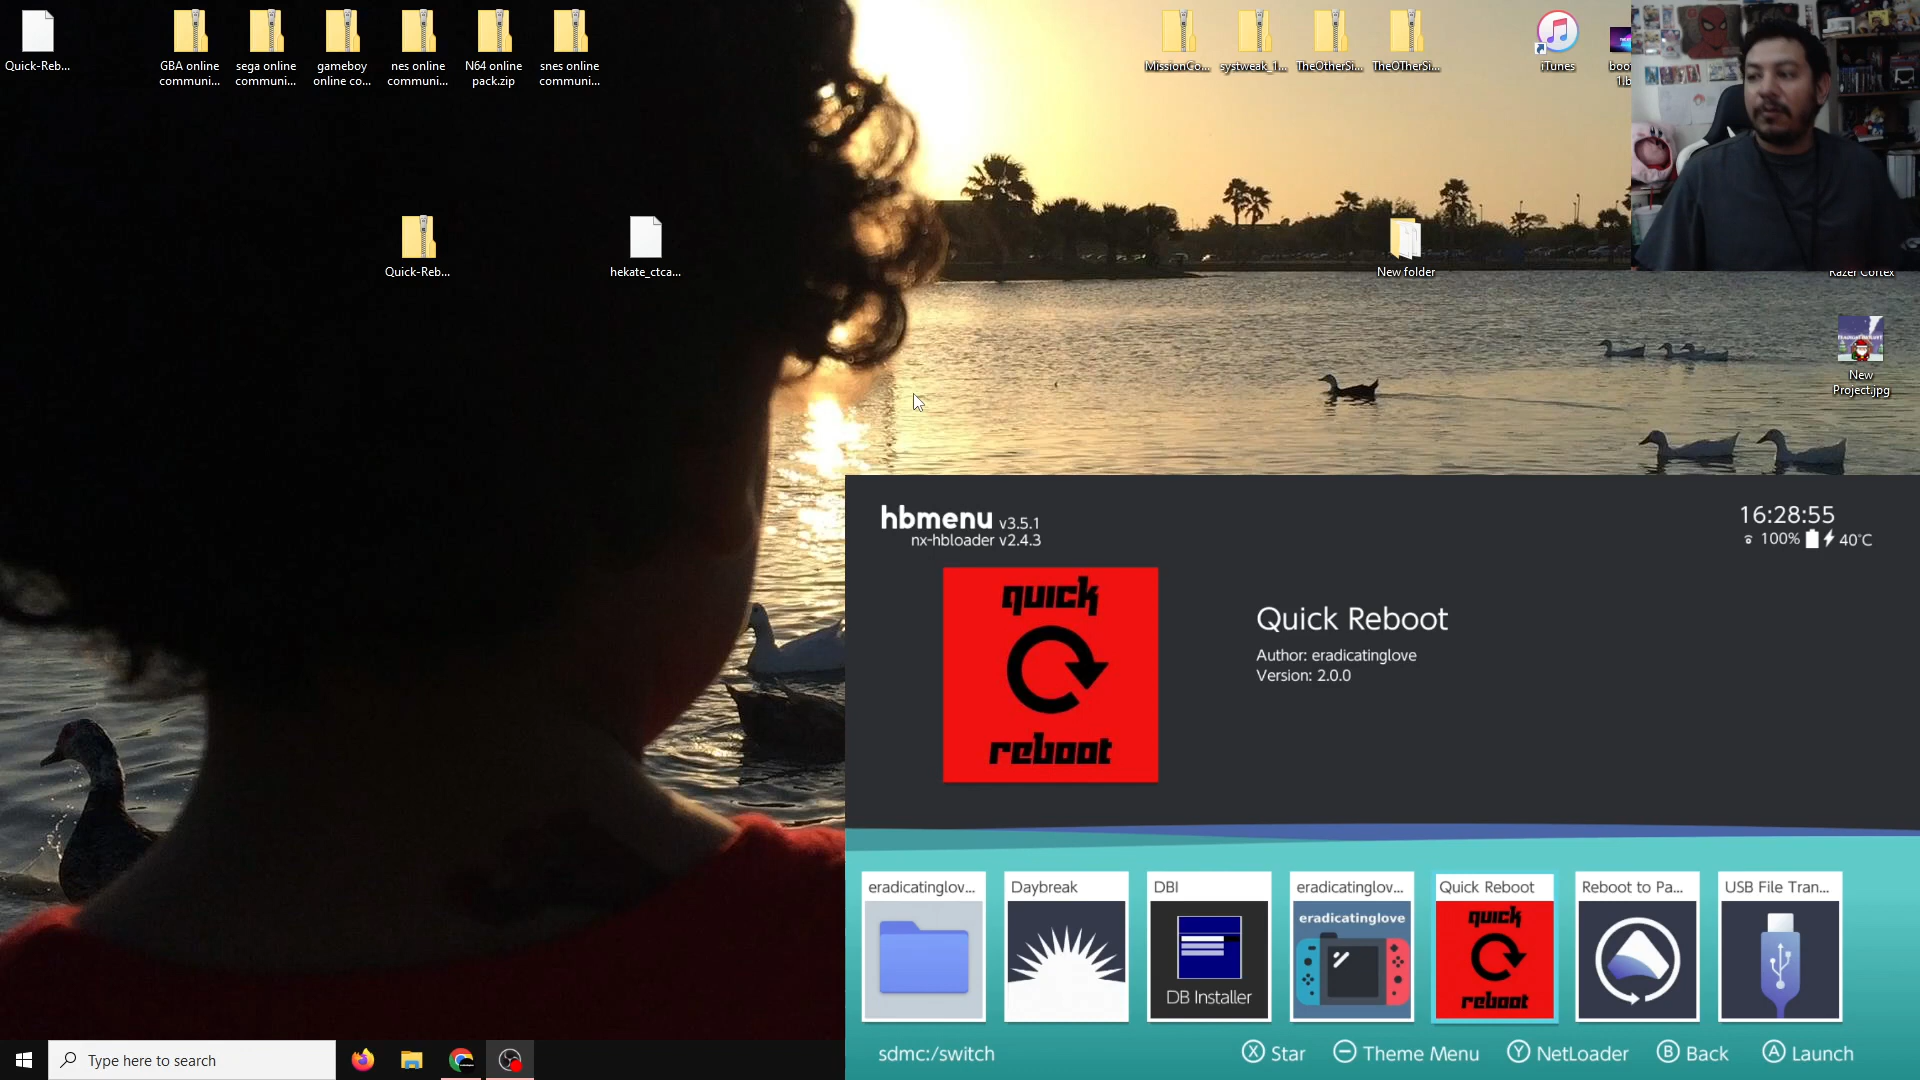 Quick-Reb...
GBA online
communi...
sega online
communi...
gameboy
online co...
nes online
communi...
N64 online
pack.zip
snes online
communi...
MissionCo...
systweak_1...
TheOtherSi...
TheOTherSi...
iTunes
boo
1.b
Quick-Reb...
hekate_ctca...
New folder
Razer Cortex
New
Project.jpg
hbmenu v3.5.1
nx-hbloader v2.4.3
16:28:55
100% 40°C
quick
reboot
Quick Reboot
Author: eradicatinglove
Version: 2.0.0
eradicatinglov...
Daybreak
DBI
DB Installer
eradicatinglov...
eradicatinglove
Quick Reboot
quick
reboot
Reboot to Pa...
USB File Tran...
sdmc:/switch
X Star
Theme Menu
Y NetLoader
B Back
A Launch
Type here to search